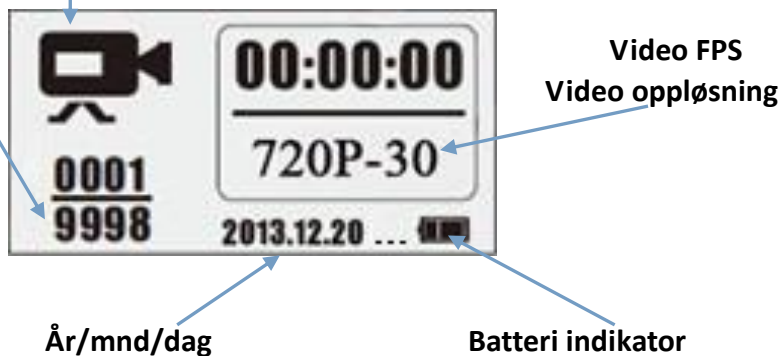 00:00:00
Video FPS
Video oppløsning
720P-30
0001
9998
2013.12.20 ...
År/mnd/dag
Batteri indikator